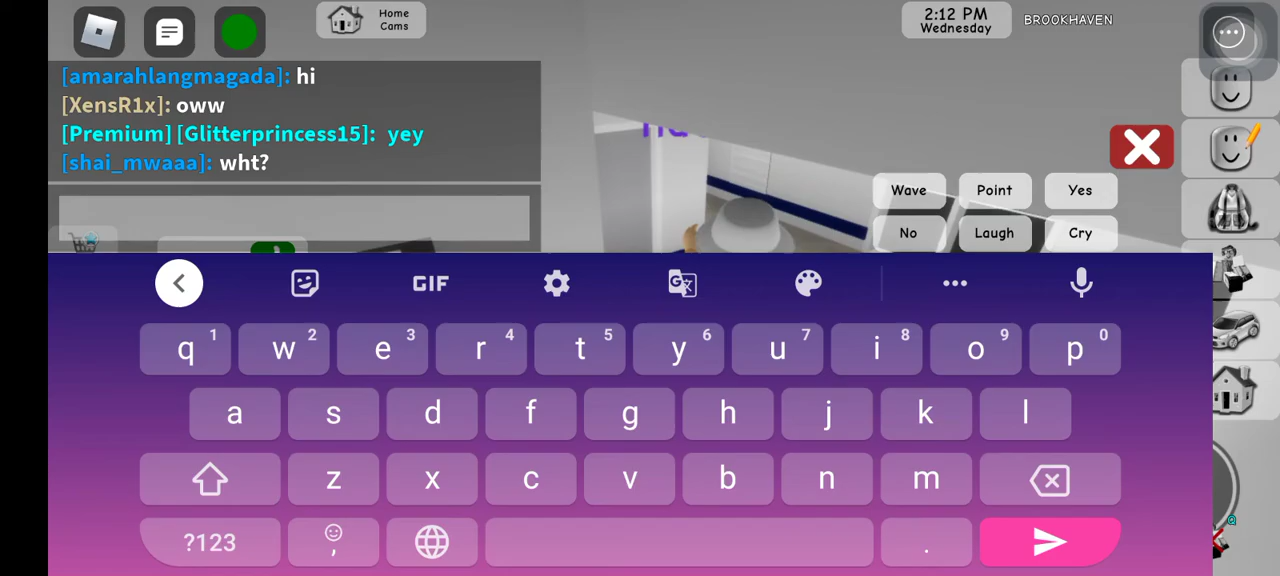 Home
Cams
2:12 PM
Wednesday
BROOKHAVEN
[amarahlangmagada]: hi
[XensR1x]: oww
[Premium] [Glitterprincess15]: yey
[shai_mwaaa]: wht?
Wave Point Yes
No Laugh Cry
GIF
q 1 w 2 e 3 r 4 t 5 y 6 u 7 i 8 o 9 p 0
a s d f g h j k l
z x c v b n m
?123 , .